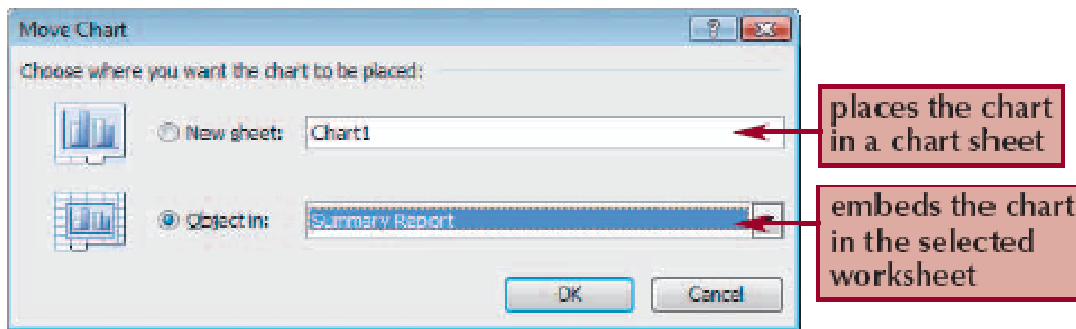 Move Chart
Choose where you want the chart to be placed:
New sheet: Chart1
places the chart
in a chart sheet
Object in: Summary Report
embeds the chart
in the selected
worksheet
OK Cancel